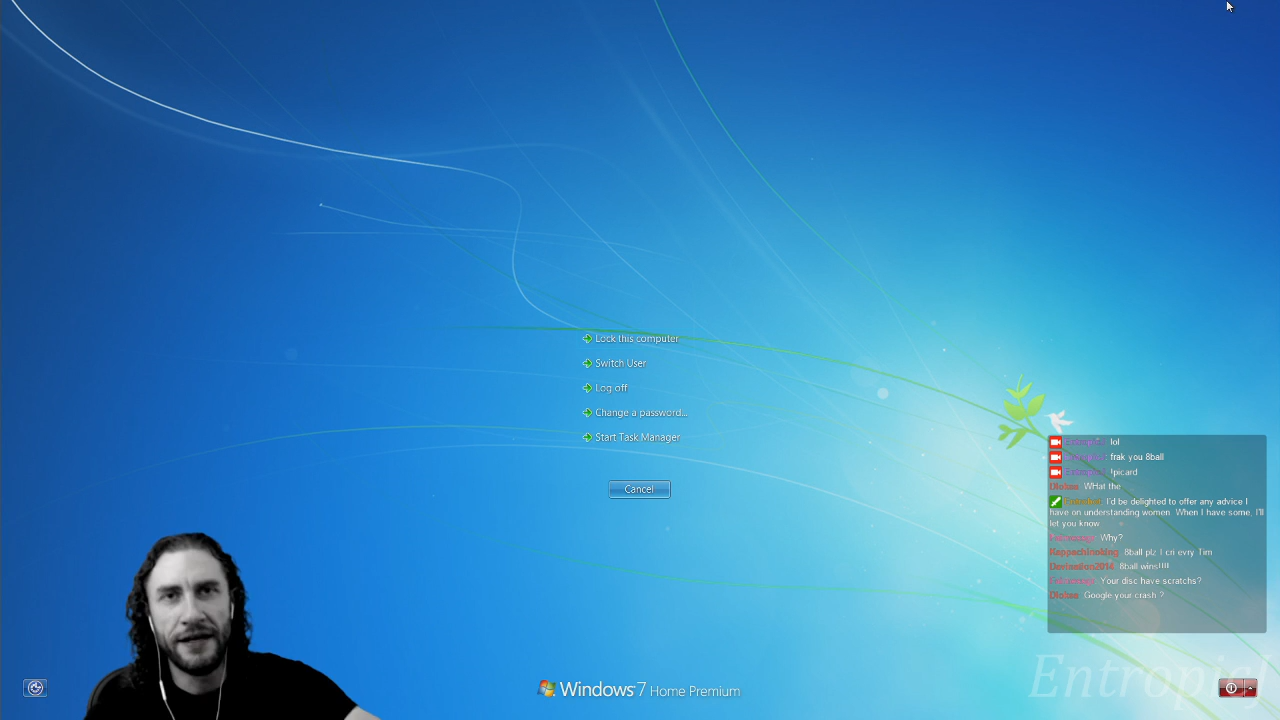 Lock this computer
Switch User
Log off
Change a password...
Start Task Manager
Cancel
lol
frak you 8ball
!picard
WHat the
I'd be delighted to offer any advice I
have on understanding women. When I have some, I'll
let you know
Why?
8ball plz I cri evry Tim
8ball wins!!!!
Your disc have scratchs?
Google your crash ?
Windows 7 Home Premium